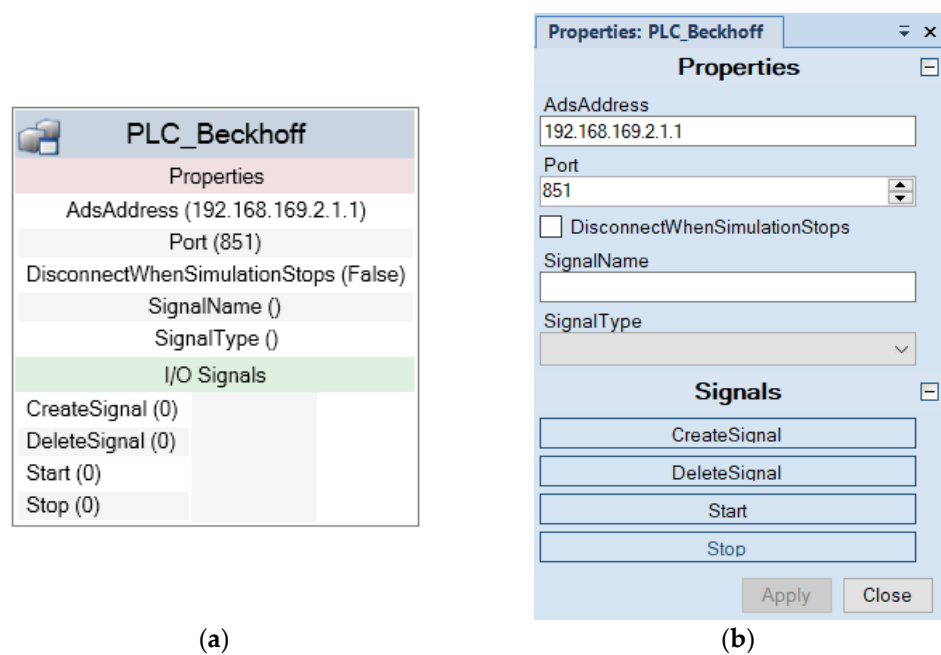 PLC_Beckhoff
Properties
AdsAddress (192.168.169.2.1.1)
Port (851)
DisconnectWhenSimulationStops (False)
SignalName ()
SignalType ()
I/O Signals
CreateSignal (0)
DeleteSignal (0)
Start (0)
Stop (0)
(a)
Properties: PLC_Beckhoff
Properties
AdsAddress
192.168.169.2.1.1
Port
851
DisconnectWhenSimulationStops
SignalName
SignalType
Signals
CreateSignal
DeleteSignal
Start
Stop
Apply Close
(b)